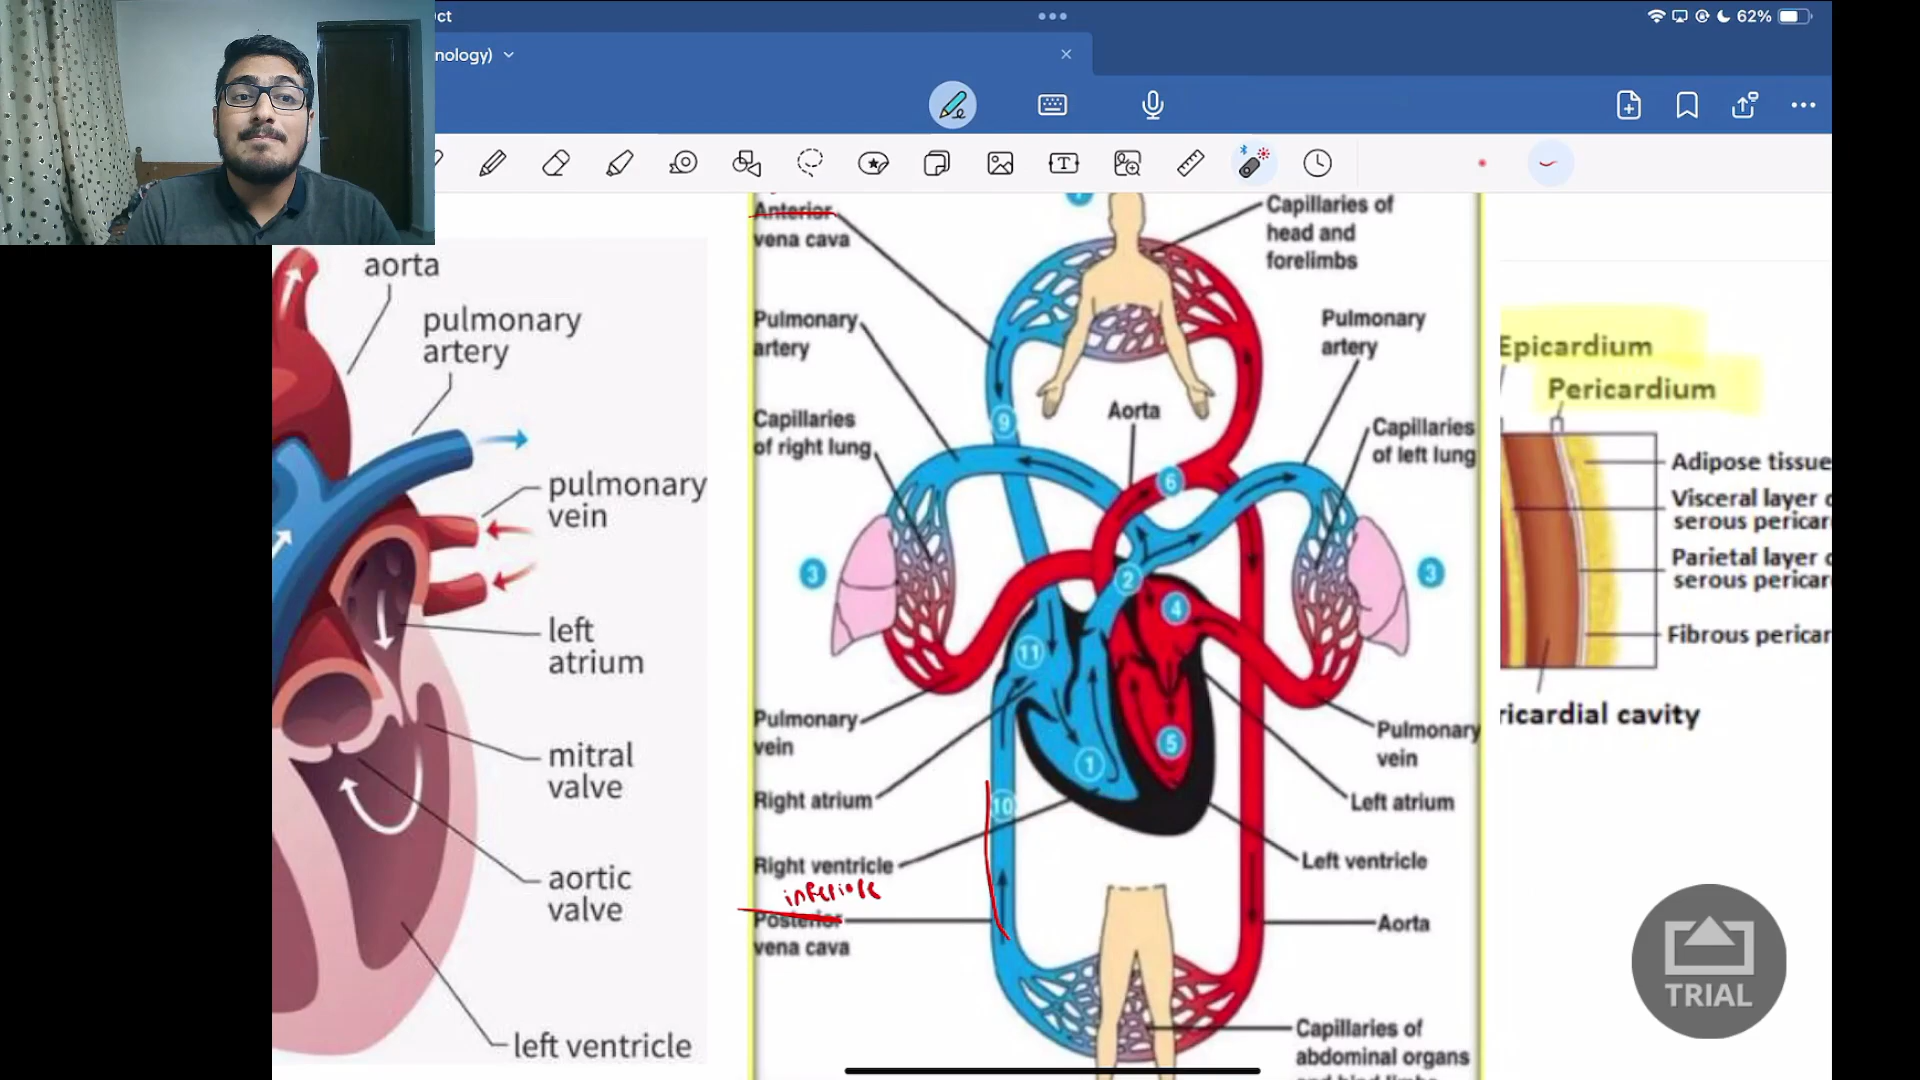 ct
62%
nology)
T
aorta
pulmonary
artery
pulmonary
vein
left
atrium
mitral
valve
aortic
valve
left ventricle
Anterior
vena cava
Pulmonary
artery
Capillaries
of right lung
Pulmonary
vein
Right atrium
Right ventricle
inferiole
Posterior
vena cava
Capillaries of
head and
forelimbs
Pulmonary
artery
Aorta
Capillaries
of left lung
9
6
3
3
2
4
11
5
1
10
Pulmonary
vein
Left atrium
Left ventricle
Aorta
Capillaries of
abdominal organs
Epicardium
Pericardium
Adipose tissue
Visceral layer o
serous pericar
Parietal layer o
serous pericar
Fibrous pericar
ricardial cavity
TRIAL